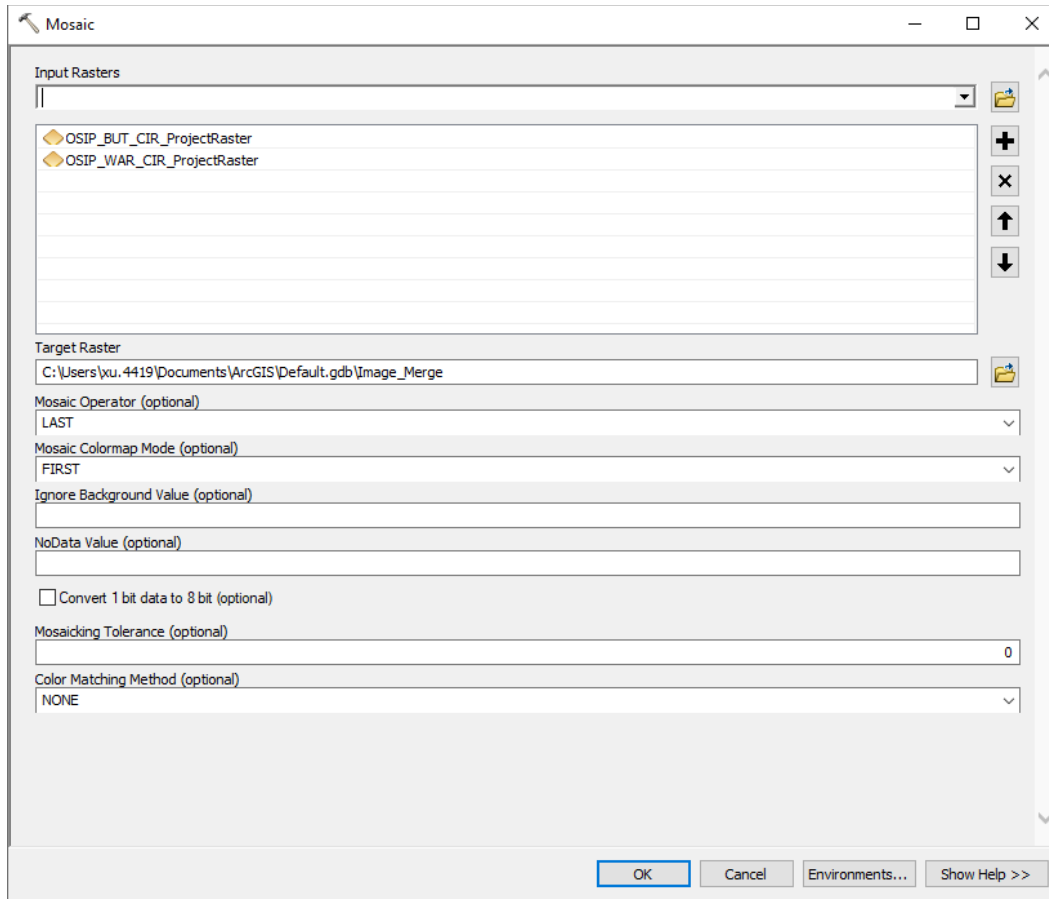 Mosaic
Input Rasters
OSIP_BUT_CIR_ProjectRaster
OSIP_WAR_CIR_ProjectRaster
Target Raster
C:\Users\xu.4419\Documents\ArcGIS\Default.gdb\Image_Merge
Mosaic Operator (optional)
LAST
Mosaic Colormap Mode (optional)
FIRST
Ignore Background Value (optional)
NoData Value (optional)
Convert 1 bit data to 8 bit (optional)
Mosaicking Tolerance (optional)
0
Color Matching Method (optional)
NONE
OK Cancel Environments... Show Help >>